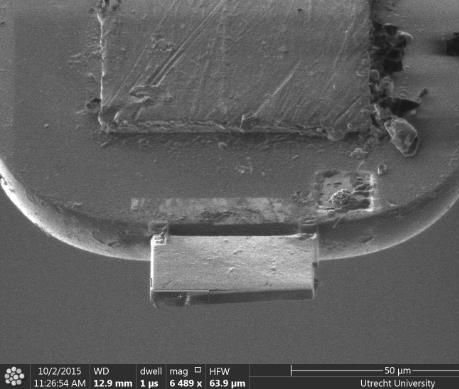 10/2/2015 WD dwell mag HFW 50 µm
11:26:54 AM 12.9 mm 1 µs 6 489 x 63.9 µm Utrecht University